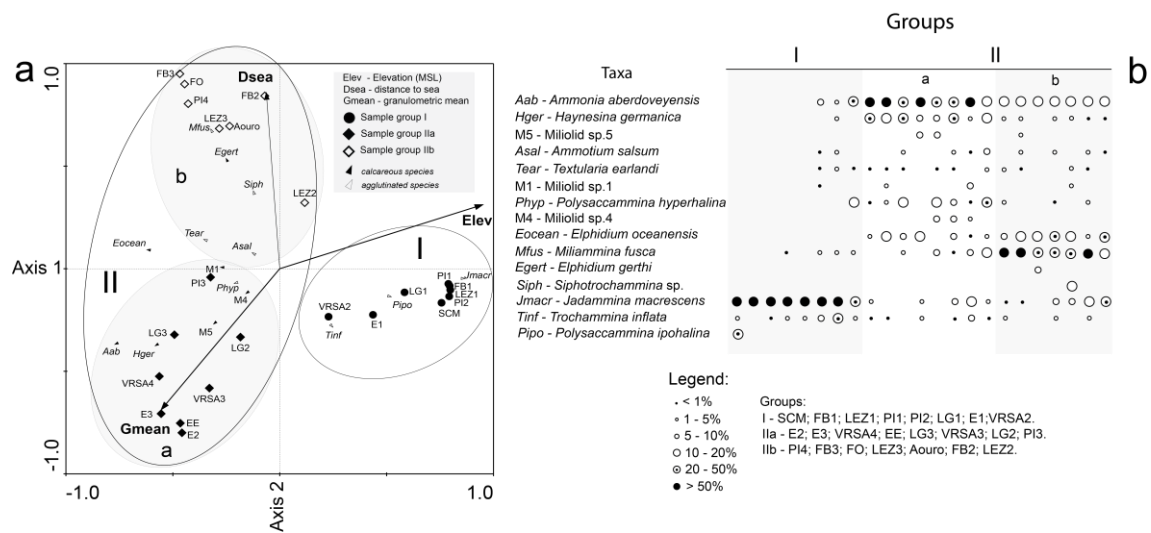 a
1.0
Axis 1
-1.0
-1.0
Axis 2
1.0
FB3
FO
PI4
Dsea
FB2
LEZ3
Aouro
Mfus
Egert
b
Siph
LEZ2
Elev
Tear
Asal
Eocean
I
II
M1
PI3
Phyp
M4
M5
LG3
LG2
Aab
Hger
VRSA4
VRSA3
E3
Gmean
EE
E2
a
PI1
Jmacr
FB1
LEZ1
PI2
SCM
LG1
Pipo
VRSA2
Tinf
E1
Elev - Elevation (MSL)
Dsea - distance to sea
Gmean - granulometric mean
Sample group I
Sample group IIa
Sample group IIb
calcareous species
agglutinated species
Groups
I
II
Taxa
a
b
b
Aab - Ammonia aberdoveyensis
Hger - Haynesina germanica
M5 - Miliolid sp.5
Asal - Ammotium salsum
Tear - Textularia earlandi
M1 - Miliolid sp.1
Phyp - Polysaccammina hyperhalina
M4 - Miliolid sp.4
Eocean - Elphidium oceansis
Mfus - Miliammina fusca
Egert - Elphidium gerthi
Siph - Siphotrochammina sp.
Jmacr - Jadammina macrescens
Tinf - Trochammina inflata
Pipo - Polysaccammina ipohalina
Legend:
< 1%
1 - 5%
5 - 10%
10 - 20%
20 - 50%
> 50%
Groups:
I - SCM; FB1; LEZ1; PI1; PI2; LG1; E1;VRSA2.
IIa - E2; E3; VRSA4; EE; LG3; VRSA3; LG2; PI3.
IIb - PI4; FB3; FO; LEZ3; Aouro; FB2; LEZ2.